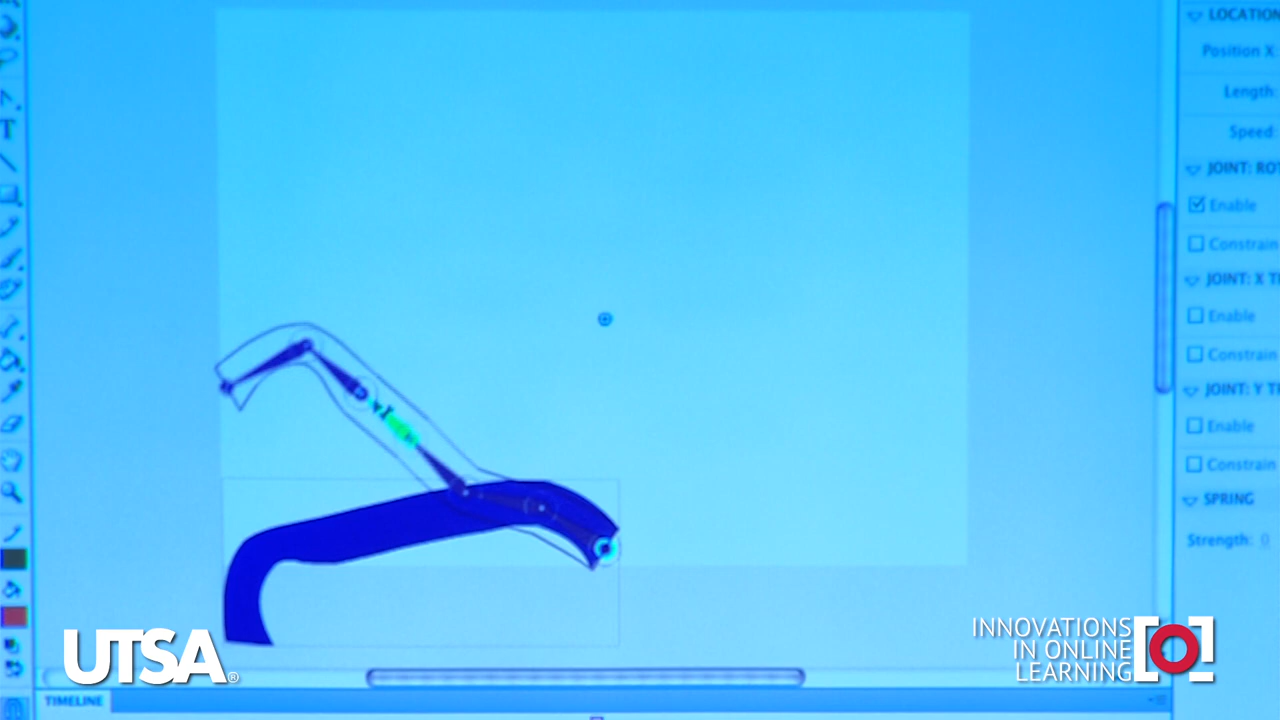 LOCATION
Position X:
Length:
Speed:
JOINT: ROT
Enable
Constrain
JOINT: X T
Enable
Constrain
JOINT: Y T
Enable
Constrain
SPRING
Strength: 0
T
UTSA®
INNOVATIONS
IN ONLINE
LEARNING
TIMELINE